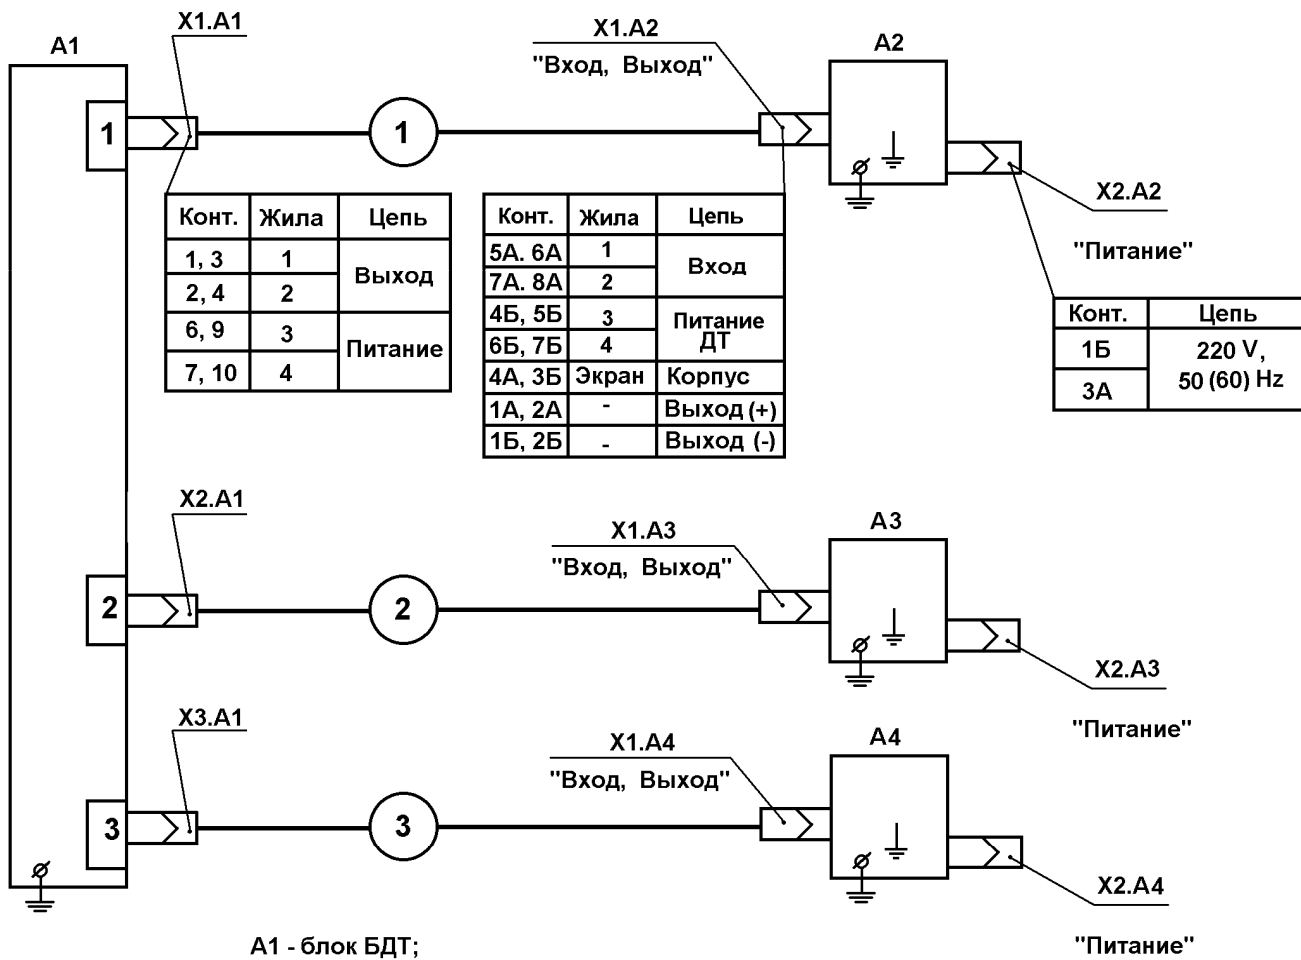 X1.A1
A1
X1.A2
"Вход, Выход"
A2
1
1
X2.A2
"Питание"
Конт. Жила Цепь
1, 3 1 Выход
2, 4 2
6, 9 3 Питание
7, 10 4
Конт. Жила Цепь
5А. 6А 1 Вход
7А. 8А 2
4Б, 5Б 3 Питание
ДТ
6Б, 7Б 4
4А, 3Б Экран Корпус
1А, 2А - Выход (+)
1Б, 2Б - Выход (-)
Конт. Цепь
1Б 220 V,
50 (60) Hz
3А
X2.A1
X1.A3
"Вход, Выход"
A3
2
2
X2.A3
"Питание"
X3.A1
X1.A4
"Вход, Выход"
A4
3
3
X2.A4
"Питание"
А1 - блок БДТ;